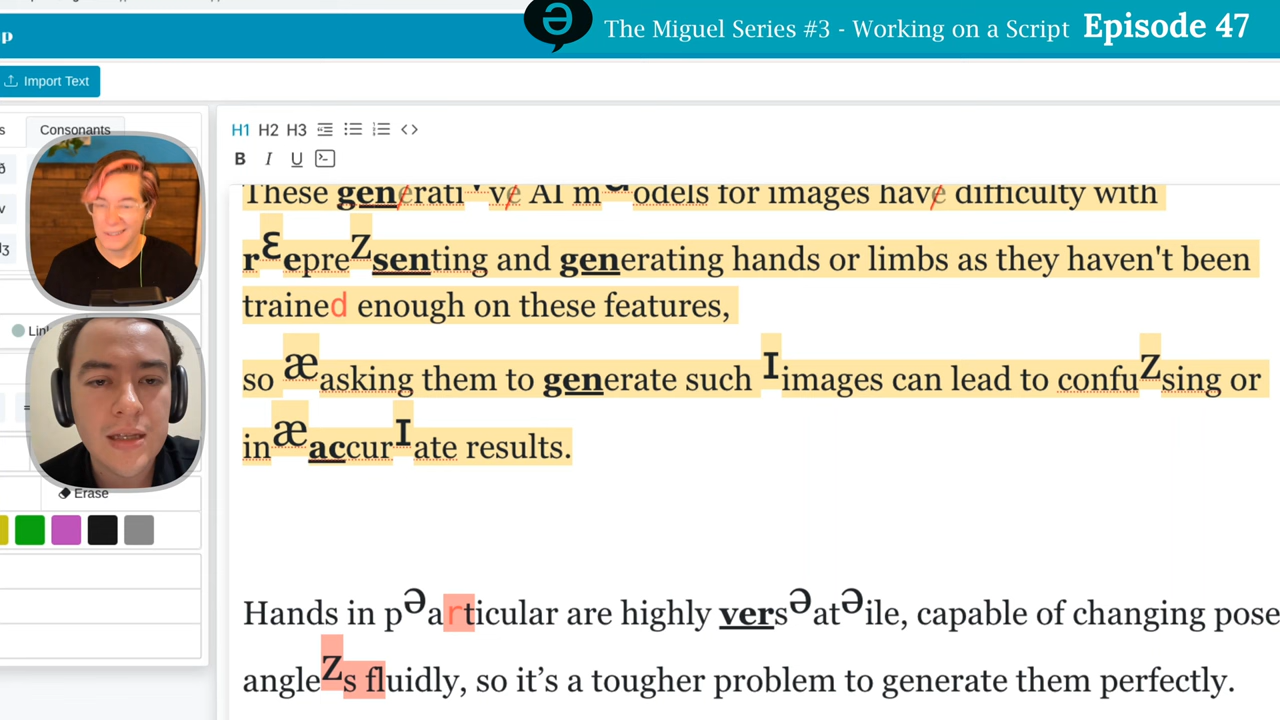 ə The Miguel Series #3 - Working on a Script Episode 47
p
Import Text
s Consonants
H1 H2 H3
B I U
ð
v
ʒ
These generative AI models for images have difficulty with
rɛepreZsenting and generating hands or limbs as they haven't been
trained enough on these features,
so æasking them to generate such ɪimages can lead to confuZsing or
inæaccurɪate results.
Erase
Hands in pəarticular are highly versəatəile, capable of changing pose
angleZs fluidly, so it’s a tougher problem to generate them perfectly.